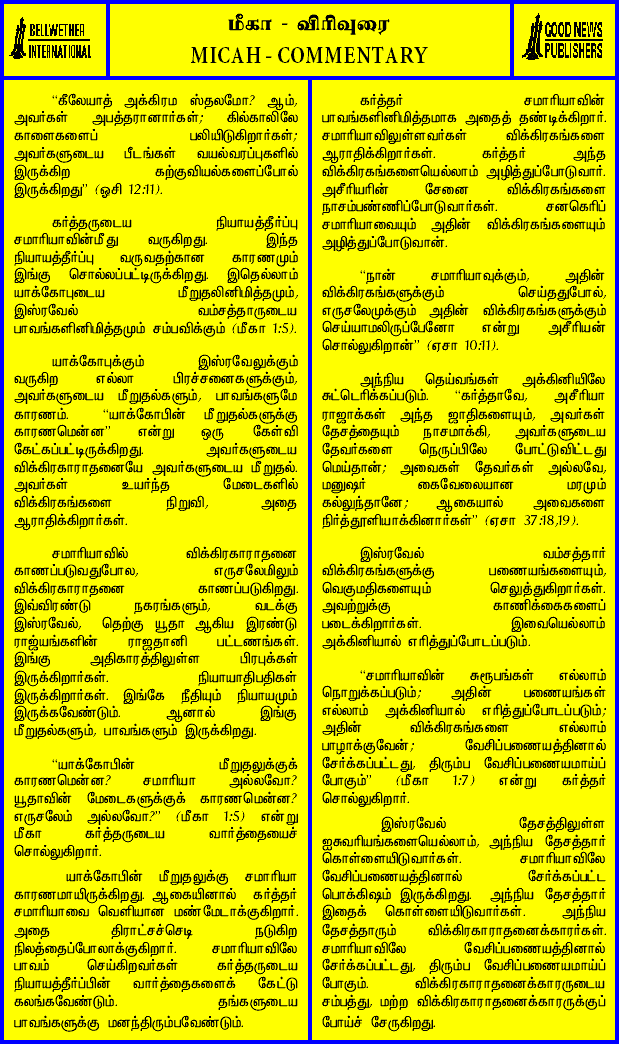 BELLWETHER
INTERNATIONAL
மீகா - விரிவுரை
MICAH - COMMENTARY
GOOD NEWS
PUBLISHERS
“கீலேயாத் அக்கிரம ஸ்தலமோ? ஆம்,
அவர்கள் அபத்தரானார்கள்; கில்காலிலே
காளைகளைப் பலியிடுகிறார்கள்;
அவர்களுடைய பீடங்கள் வயல்வரப்புகளில்
இருக்கிற கற்குவியல்களைப்போல்
இருக்கிறது” (ஓசி 12:11).
கர்த்தருடைய நியாயத்தீர்ப்பு
சமாரியாவின்மீது வருகிறது. இந்த
நியாயத்தீர்ப்பு வருவதற்கான காரணமும்
இங்கு சொல்லப்பட்டிருக்கிறது. இதெல்லாம்
யாக்கோபுடைய மீறுதலினிமித்தமும்,
இஸ்ரவேல் வம்சத்தாருடைய
பாவங்களினிமித்தமும் சம்பவிக்கும் (மீகா 1:5).
யாக்கோபுக்கும் இஸ்ரவேலுக்கும்
வருகிற எல்லா பிரச்சனைகளுக்கும்,
அவர்களுடைய மீறுதல்களும், பாவங்களுமே
காரணம். “யாக்கோபின் மீறுதல்களுக்கு
காரணமென்ன” என்று ஒரு கேள்வி
கேட்கப்பட்டிருக்கிறது. அவர்களுடைய
விக்கிரகாராதனையே அவர்களுடைய மீறுதல்.
அவர்கள் உயர்ந்த மேடைகளில்
விக்கிரகங்களை நிறுவி, அதை
ஆராதிக்கிறார்கள்.
சமாரியாவில் விக்கிரகாராதனை
காணப்படுவதுபோல, எருசலேமிலும்
விக்கிரகாராதனை காணப்படுகிறது.
இவ்விரண்டு நகரங்களும், வடக்கு
இஸ்ரவேல், தெற்கு யூதா ஆகிய இரண்டு
ராஜ்யங்களின் ராஜதானி பட்டணங்கள்.
இங்கு அதிகாரத்திலுள்ள பிரபுக்கள்
இருக்கிறார்கள். நியாயாதிபதிகள்
இருக்கிறார்கள். இங்கே நீதியும் நியாயமும்
இருக்கவேண்டும். ஆனால் இங்கு
மீறுதல்களும், பாவங்களும் இருக்கிறது.
“யாக்கோபின் மீறுதலுக்குக்
காரணமென்ன? சமாரியா அல்லவோ?
யூதாவின் மேடைகளுக்குக் காரணமென்ன?
எருசலேம் அல்லவோ?” (மீகா 1:5) என்று
மீகா கர்த்தருடைய வார்த்தையைச்
சொல்லுகிறார்.
யாக்கோபின் மீறுதலுக்கு சமாரியா
காரணமாயிருக்கிறது. ஆகையினால் கர்த்தர்
சமாரியாவை வெளியான மண்மேடாக்குகிறார்.
அதை திராட்சச்செடி நடுகிற
நிலத்தைப்போலாக்குகிறார். சமாரியாவிலே
பாவம் செய்கிறவர்கள் கர்த்தருடைய
நியாயத்தீர்ப்பின் வார்த்தைகளைக் கேட்டு
கலங்கவேண்டும். தங்களுடைய
பாவங்களுக்கு மனந்திரும்பவேண்டும்.
கர்த்தர் சமாரியாவின்
பாவங்களினிமித்தமாக அதைத் தண்டிக்கிறார்.
சமாரியாவிலுள்ளவர்கள் விக்கிரகங்களை
ஆராதிக்கிறார்கள். கர்த்தர் அந்த
விக்கிரகங்களையெல்லாம் அழித்துப்போடுவார்.
அசீரியரின் சேனை விக்கிரகங்களை
நாசம்பண்ணிப்போடுவார்கள். சனகெரிப்
சமாரியாவையும் அதின் விக்கிரகங்களையும்
அழித்துப்போடுவான்.
“நான் சமாரியாவுக்கும், அதின்
விக்கிரகங்களுக்கும் செய்ததுபோல்,
எருசலேமுக்கும் அதின் விக்கிரகங்களுக்கும்
செய்யாமலிருப்பேனோ என்று அசீரியன்
சொல்லுகிறான்” (ஏசா 10:11).
அந்நிய தெய்வங்கள் அக்கினியிலே
சுட்டெரிக்கப்படும். “கர்த்தாவே, அசீரியா
ராஜாக்கள் அந்த ஜாதிகளையும், அவர்கள்
தேசத்தையும் நாசமாக்கி, அவர்களுடைய
தேவர்களை நெருப்பிலே போட்டுவிட்டது
மெய்தான்; அவைகள் தேவர்கள் அல்லவே,
மனுஷர் கைவேலையான மரமும்
கல்லுந்தானே; ஆகையால் அவைகளை
நிர்த்தூளியாக்கினார்கள்” (ஏசா 37:18,19).
இஸ்ரவேல் வம்சத்தார்
விக்கிரகங்களுக்கு பணையங்களையும்,
வெகுமதிகளையும் செலுத்துகிறார்கள்.
அவற்றுக்கு காணிக்கைகளைப்
படைக்கிறார்கள். இவையெல்லாம்
அக்கினியால் எரித்துப்போடப்படும்.
“சமாரியாவின் சுரூபங்கள் எல்லாம்
நொறுக்கப்படும்; அதின் பணையங்கள்
எல்லாம் அக்கினியால் எரித்துப்போடப்படும்;
அதின் விக்கிரகங்களை எல்லாம்
பாழாக்குவேன்; வேசிப்பணையத்தினால்
சேர்க்கப்பட்டது, திரும்ப வேசிப்பணையமாய்ப்
போகும்” (மீகா 1:7) என்று கர்த்தர்
சொல்லுகிறார்.
இஸ்ரவேல் தேசத்திலுள்ள
ஐசுவரியங்களையெல்லாம், அந்நிய தேசத்தார்
கொள்ளையிடுவார்கள். சமாரியாவிலே
வேசிப்பணையத்தினால் சேர்க்கப்பட்ட
பொக்கிஷம் இருக்கிறது. அந்நிய தேசத்தார்
இதைக் கொள்ளையிடுவார்கள். அந்நிய
தேசத்தாரும் விக்கிரகாராதனைக்காரர்கள்.
சமாரியாவிலே வேசிப்பணையத்தினால்
சேர்க்கப்பட்டது, திரும்ப வேசிப்பணையமாய்ப்
போகும். விக்கிரகாராதனைக்காரருடைய
சம்பத்து, மற்ற விக்கிரகாராதனைக்காரருக்குப்
போய்ச் சேருகிறது.